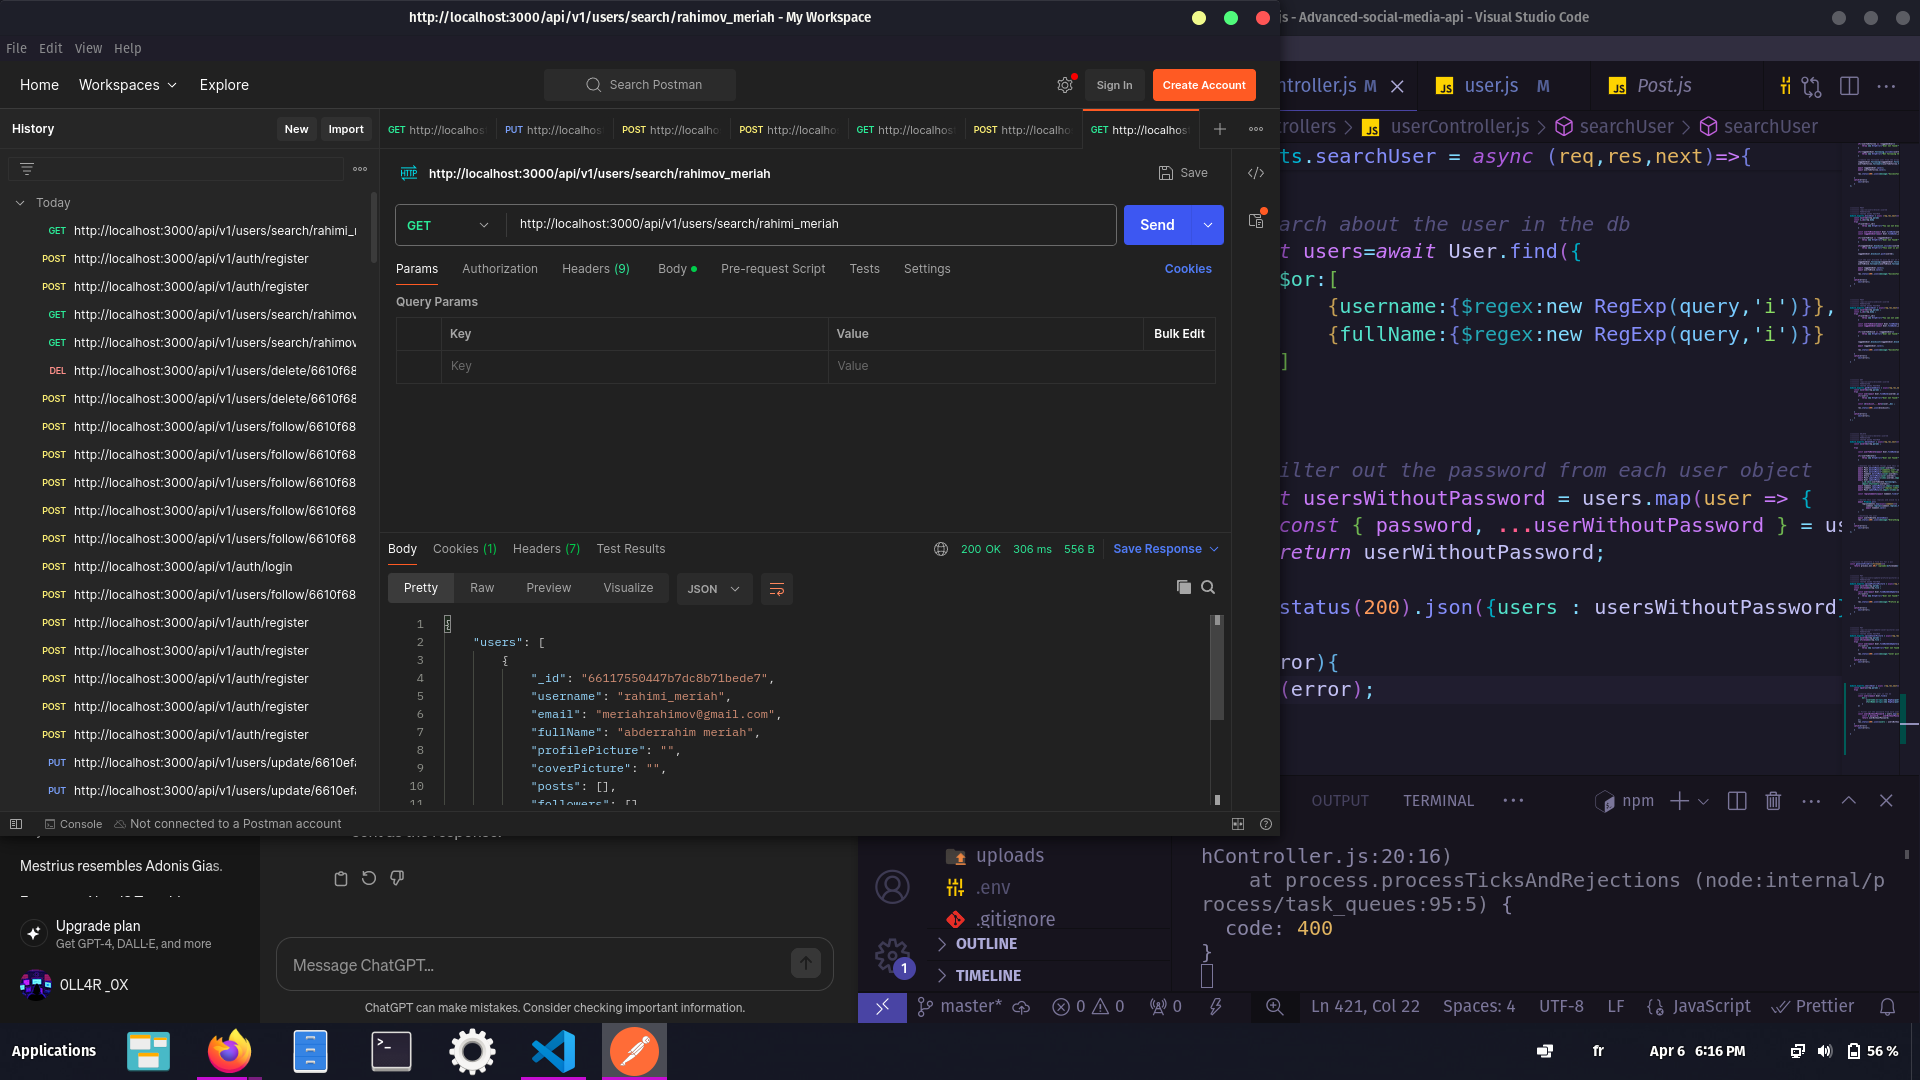 http://localhost:3000/api/v1/users/search/rahimov_meriah - My Workspace
File Edit View Help
Home Workspaces Explore
Search Postman
Sign In
Create Account
History
New Import
GET http://localhos
PUT http://localhos
POST http://localho
POST http://localho
GET http://localhos
POST http://localho
GET http://localhos
http://localhost:3000/api/v1/users/search/rahimov_meriah
Save
GET http://localhost:3000/api/v1/users/search/rahimi_meriah
Send
Params Authorization Headers (9) Body Pre-request Script Tests Settings Cookies
Query Params
Key Value Bulk Edit
Key Value
Today
GET http://localhost:3000/api/v1/users/search/rahimi_
POST http://localhost:3000/api/v1/auth/register
POST http://localhost:3000/api/v1/auth/register
GET http://localhost:3000/api/v1/users/search/rahimov
GET http://localhost:3000/api/v1/users/search/rahimov
DEL http://localhost:3000/api/v1/users/delete/6610f68
POST http://localhost:3000/api/v1/users/delete/6610f68
POST http://localhost:3000/api/v1/users/follow/6610f68
POST http://localhost:3000/api/v1/users/follow/6610f68
POST http://localhost:3000/api/v1/users/follow/6610f68
POST http://localhost:3000/api/v1/users/follow/6610f68
POST http://localhost:3000/api/v1/users/follow/6610f68
POST http://localhost:3000/api/v1/auth/login
POST http://localhost:3000/api/v1/users/follow/6610f68
POST http://localhost:3000/api/v1/auth/register
POST http://localhost:3000/api/v1/auth/register
POST http://localhost:3000/api/v1/auth/register
POST http://localhost:3000/api/v1/auth/register
POST http://localhost:3000/api/v1/auth/register
PUT http://localhost:3000/api/v1/users/update/6610ef
PUT http://localhost:3000/api/v1/users/update/6610ef
Body Cookies (1) Headers (7) Test Results
200 OK 306 ms 556 B Save Response
Pretty Raw Preview Visualize JSON
1 {
2 "users": [
3 {
4 "_id": "66117550447b7dc8b71bede7",
5 "username": "rahimi_meriah",
6 "email": "meriahrahimov@gmail.com",
7 "fullName": "abderrahim meriah",
8 "profilePicture": "",
9 "coverPicture": "",
10 "posts": [],
11 "followers": []
Console Not connected to a Postman account
js - Advanced-social-media-api - Visual Studio Code
ntroller.js M
JS user.js M
JS Post.js
rollers JS userController.js searchUser searchUser
ts.searchUser = async (req,res,next)=>{
arch about the user in the db
t users=await User.find({
$or:[
{username:{$regex:new RegExp(query,'i')}},
{fullName:{$regex:new RegExp(query,'i')}}
]
ilter out the password from each user object
t usersWithoutPassword = users.map(user => {
const { password, ...userWithoutPassword } = us
return userWithoutPassword;
status(200).json({users : usersWithoutPassword}
ror){
(error);
OUTPUT TERMINAL
npm
hController.js:20:16)
at process.processTicksAndRejections (node:internal/p
rocess/task_queues:95:5) {
code: 400
}
uploads
.env
.gitignore
OUTLINE
TIMELINE
1
master* 0 0 0
Ln 421, Col 22 Spaces: 4 UTF-8 LF JavaScript Prettier
sent as the response.
Mestrius resembles Adonis Gias.
Upgrade plan
Get GPT-4, DALL·E, and more
0LL4R _0X
Message ChatGPT…
ChatGPT can make mistakes. Consider checking important information.
Applications
fr Apr 6 6:16 PM 56 %